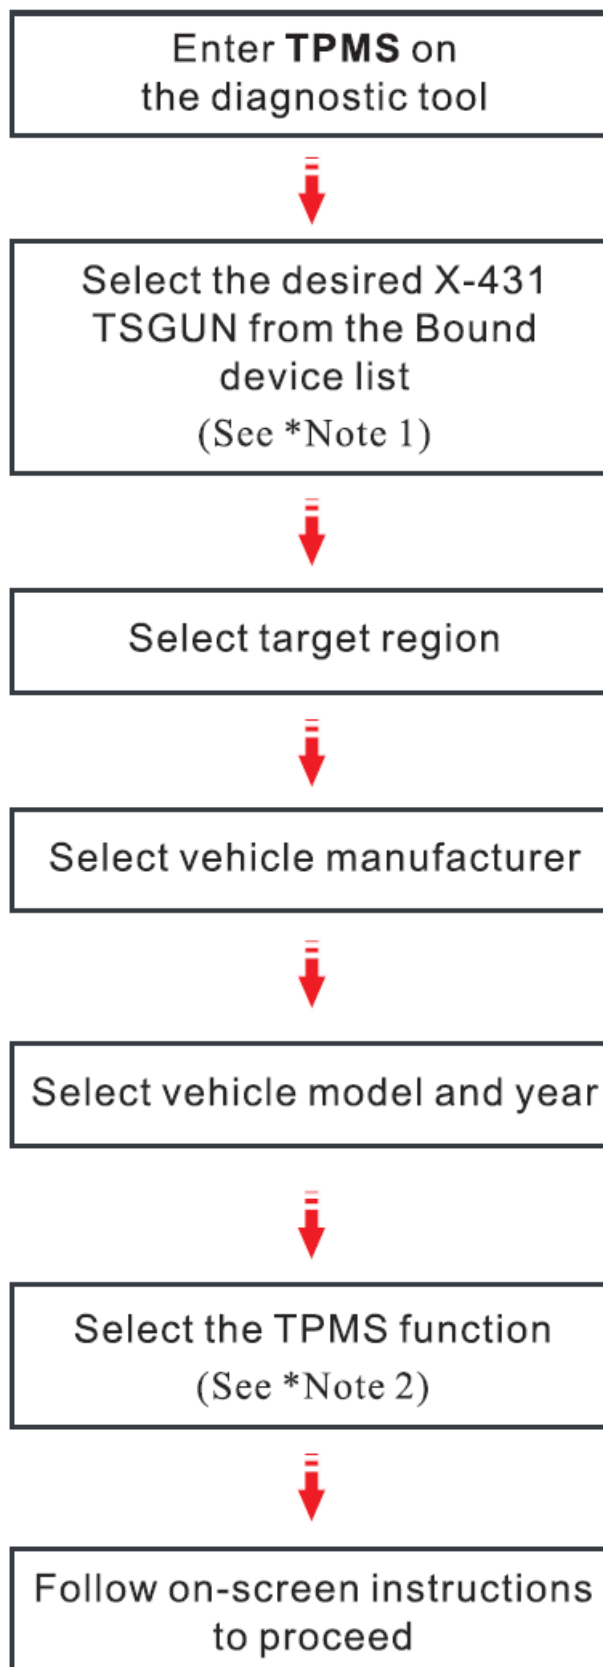 Enter TPMS on
the diagnostic tool
Select the desired X-431
TSGUN from the Bound
device list
(See *Note 1)
Select target region
Select vehicle manufacturer
Select vehicle model and year
Select the TPMS function
(See *Note 2)
Follow on-screen instructions
to proceed